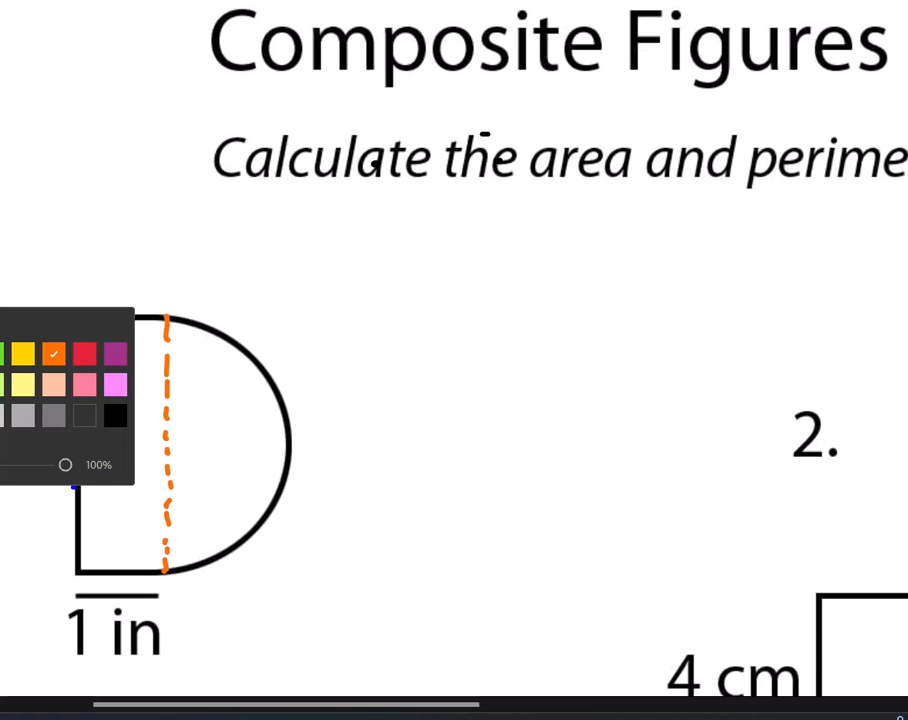 Composite Figures
Calculate the area and perime
100%
2.
1 in
4 cm